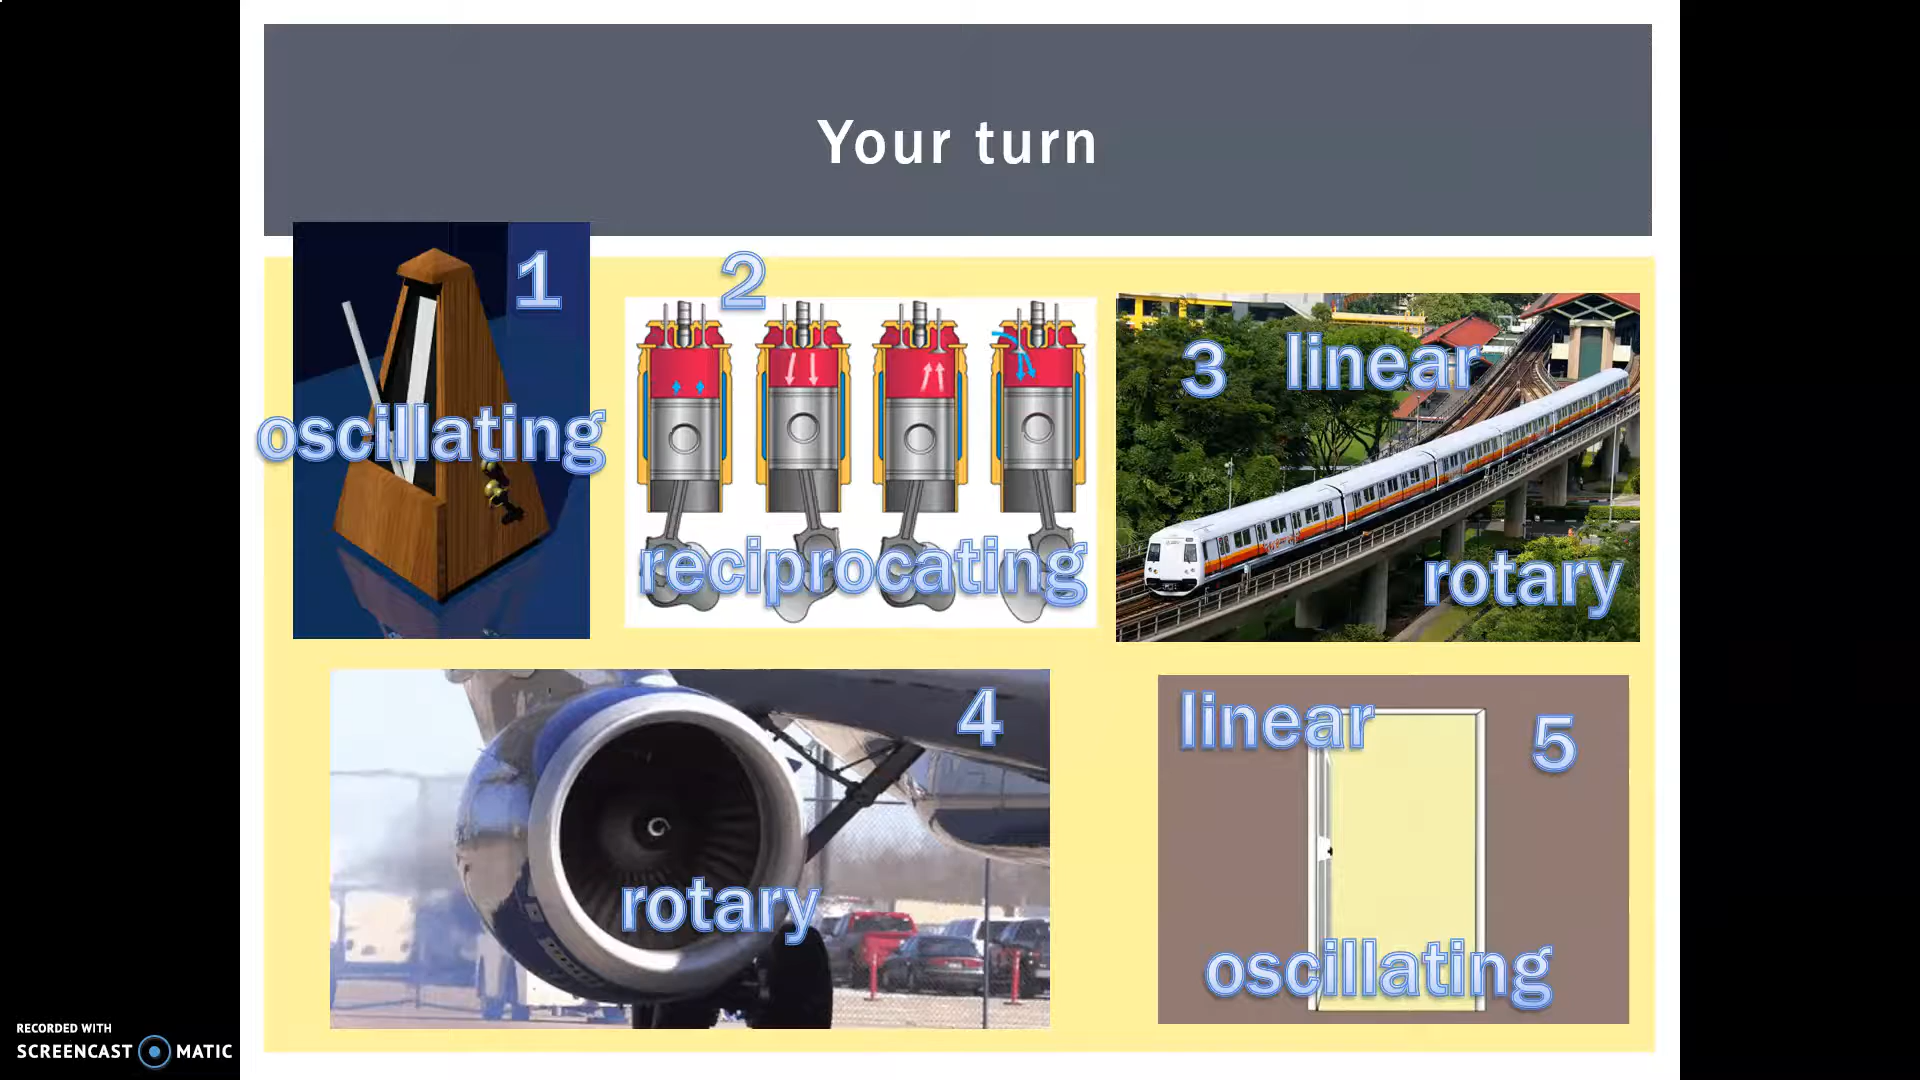 Your turn
1
oscillating
2
reciprocating
3 linear
rotary
4
rotary
linear
5
oscillating
RECORDED WITH
SCREENCAST MATIC